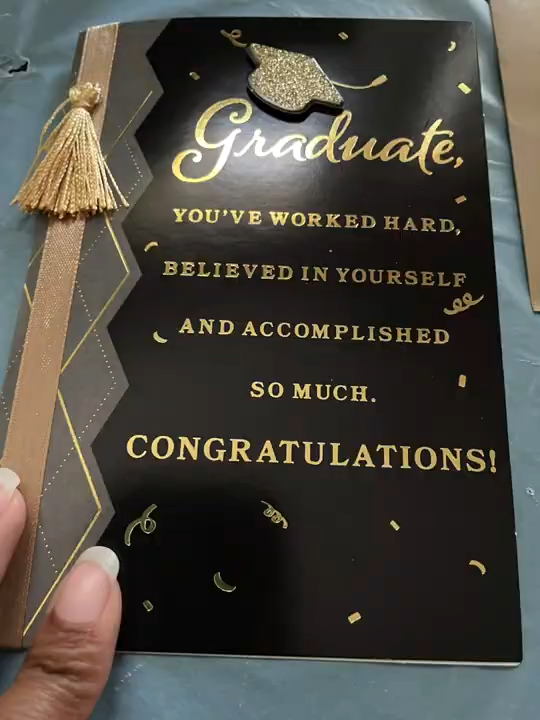 Graduate,
YOU'VE WORKED HARD,
BELIEVED IN YOURSELF
AND ACCOMPLISHED
SO MUCH.
CONGRATULATIONS!